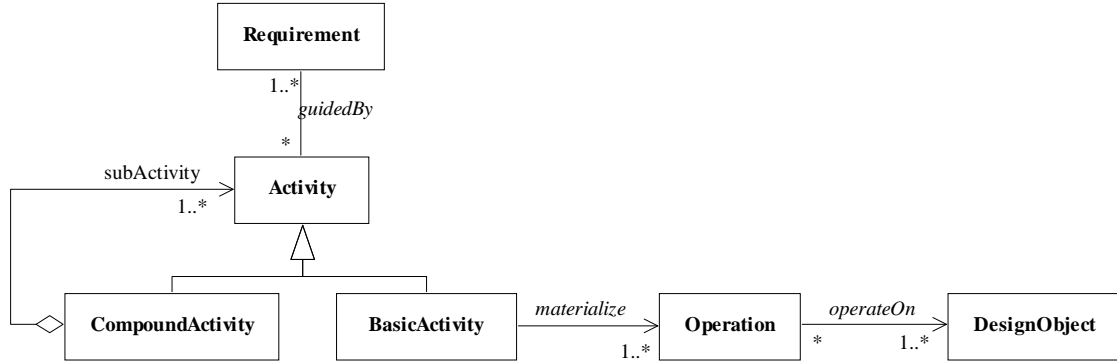 Requirement
1..*
guidedBy
*
subActivity
1..*
Activity
CompoundActivity
BasicActivity
materialize
1..*
Operation
operateOn
*
1..*
DesignObject